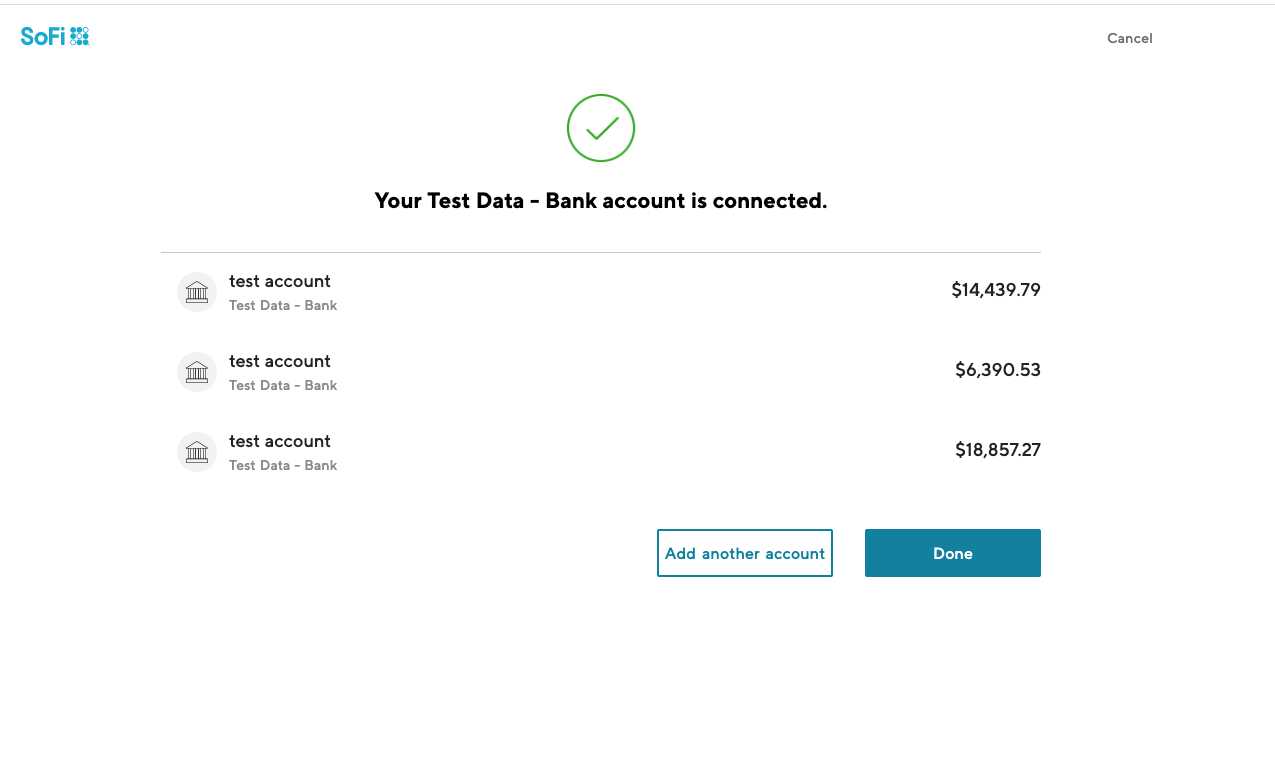 SoFi
Cancel
Your Test Data - Bank account is connected.
test account
Test Data - Bank
$14,439.79
test account
Test Data - Bank
$6,390.53
test account
Test Data - Bank
$18,857.27
Add another account
Done